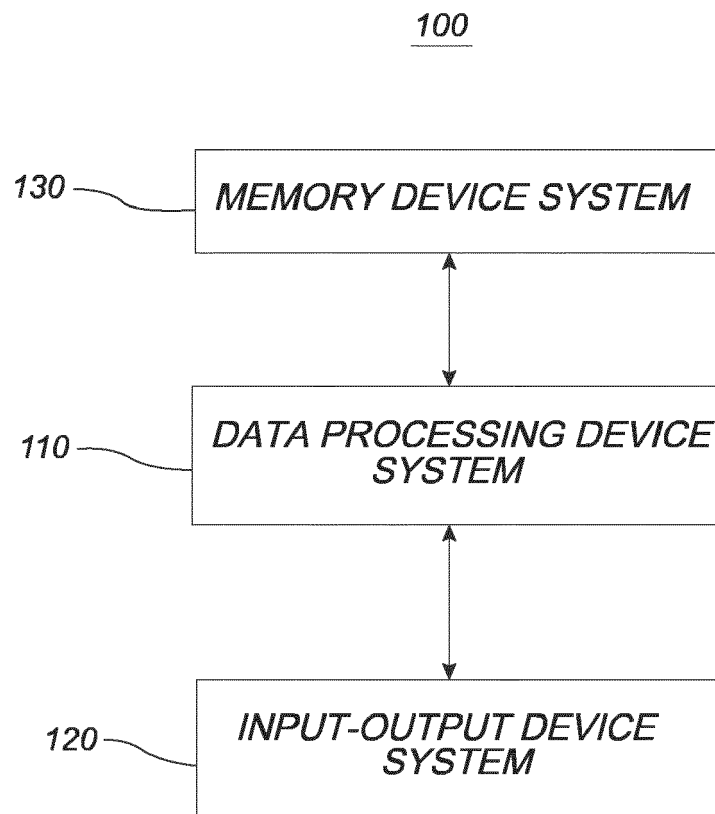 100
130
MEMORY DEVICE SYSTEM
110
DATA PROCESSING DEVICE
SYSTEM
120
INPUT-OUTPUT DEVICE
SYSTEM